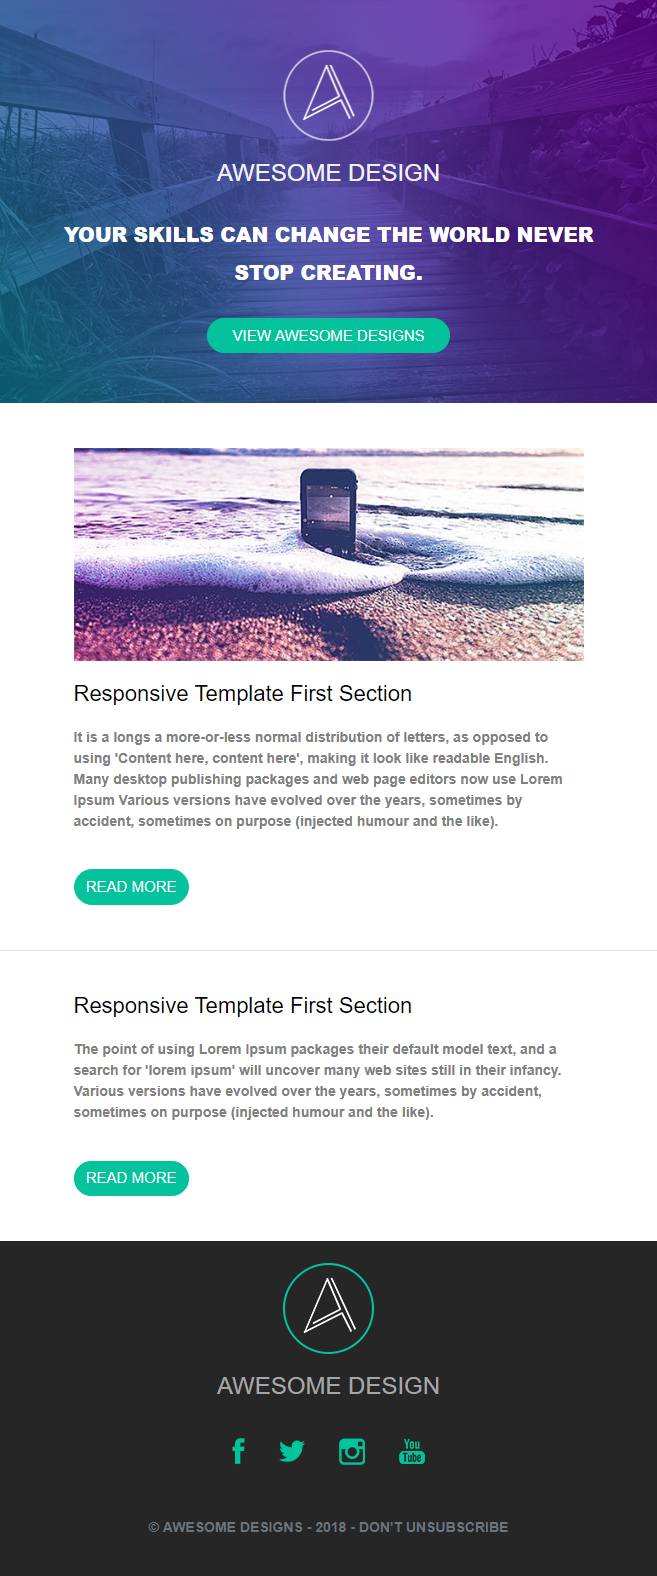 AWESOME DESIGN
YOUR SKILLS CAN CHANGE THE WORLD NEVER
STOP CREATING.
VIEW AWESOME DESIGNS
Responsive Template First Section
It is a longs a more-or-less normal distribution of letters, as opposed to
using 'Content here, content here', making it look like readable English.
Many desktop publishing packages and web page editors now use Lorem
Ipsum Various versions have evolved over the years, sometimes by
accident, sometimes on purpose (injected humour and the like).
READ MORE
Responsive Template First Section
The point of using Lorem Ipsum packages their default model text, and a
search for 'lorem ipsum' will uncover many web sites still in their infancy.
Various versions have evolved over the years, sometimes by accident,
sometimes on purpose (injected humour and the like).
READ MORE
AWESOME DESIGN
You
Tube
© AWESOME DESIGNS - 2018 - DON'T UNSUBSCRIBE